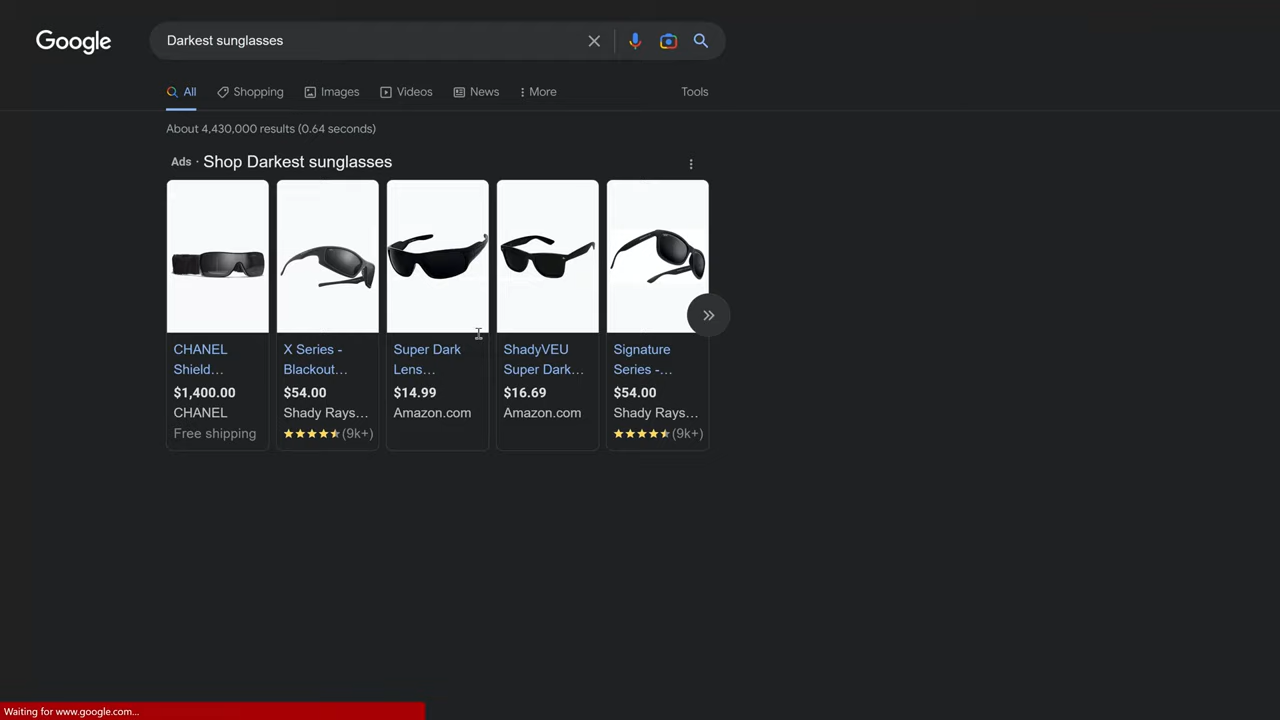 Google
Darkest sunglasses
All Shopping Images Videos News More Tools
About 4,430,000 results (0.64 seconds)
Ads · Shop Darkest sunglasses
CHANEL
Shield...
$1,400.00
CHANEL
Free shipping
X Series -
Blackout...
$54.00
Shady Rays...
(9k+)
Super Dark
Lens...
$14.99
Amazon.com
ShadyVEU
Super Dark...
$16.69
Amazon.com
Signature
Series -...
$54.00
Shady Rays...
(9k+)
Waiting for www.google.com...